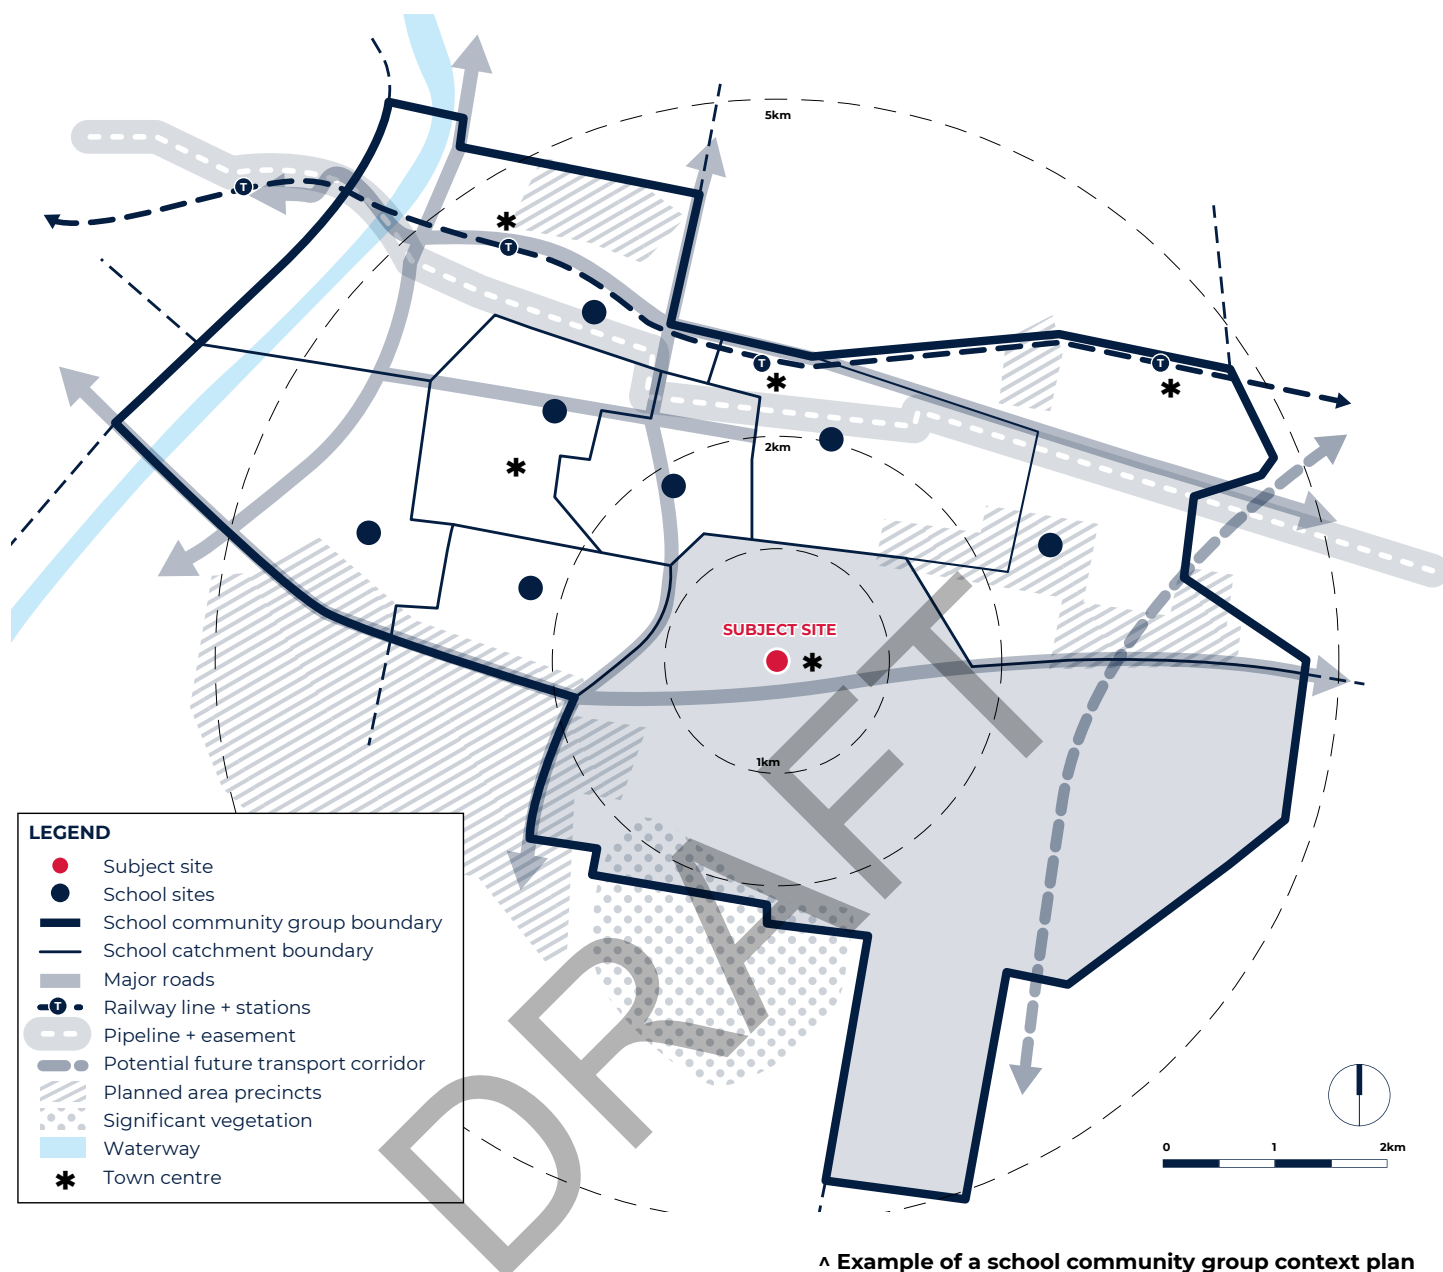 5km
T
T
T
T
2km
SUBJECT SITE
1km
LEGEND
Subject site
School sites
School community group boundary
School catchment boundary
Major roads
T Railway line + stations
Pipeline + easement
Potential future transport corridor
Planned area precincts
Significant vegetation
Waterway
Town centre
DRAFT
0 1 2km
^ Example of a school community group context plan